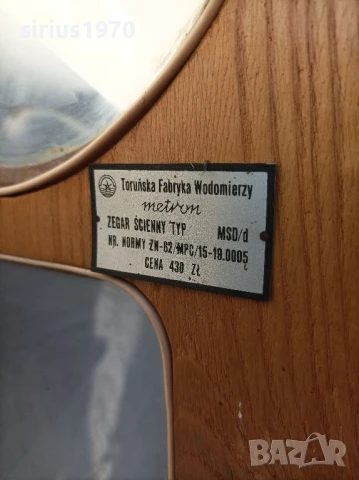 sirius1970
Toruńska Fabryka Wodomierzy
metron
ZEGAR ŚCIENNY TYP MSD/d
NR. NORMY ZN-62/MPC/15-19.0005
CENA 430 ZŁ
BAZAR